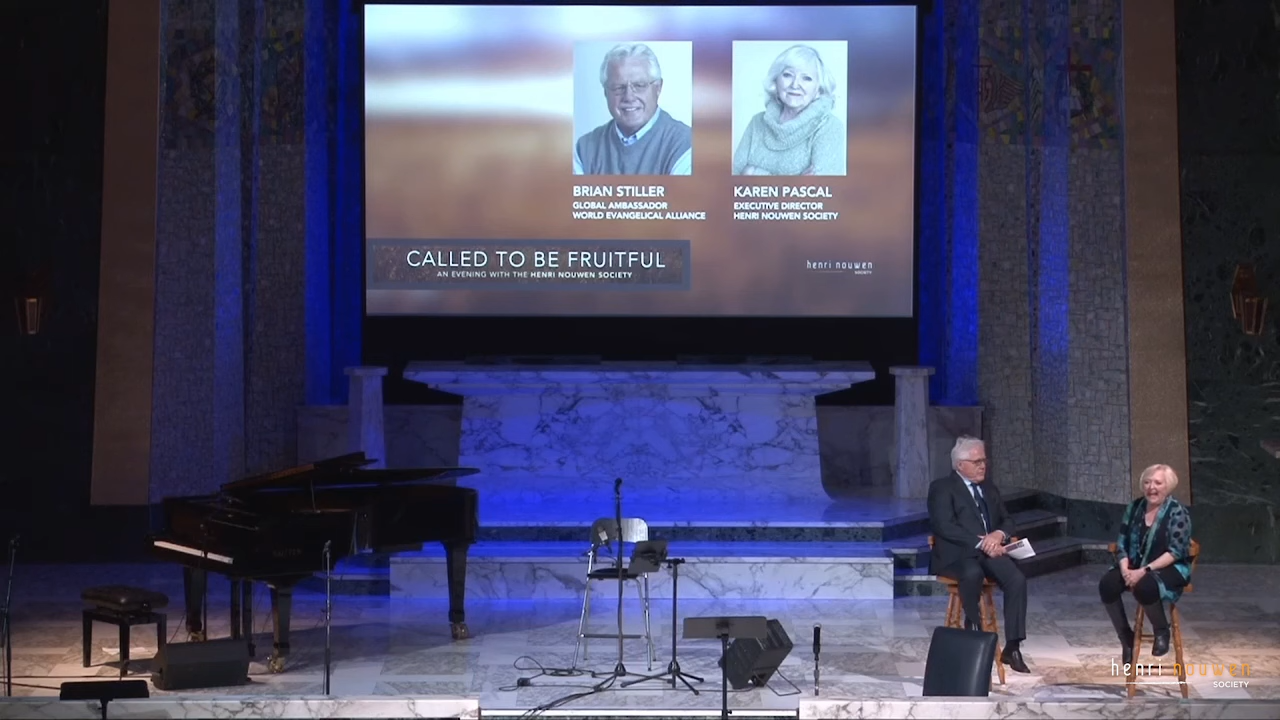 BRIAN STILLER
GLOBAL AMBASSADOR
WORLD EVANGELICAL ALLIANCE
KAREN PASCAL
EXECUTIVE DIRECTOR
HENRI NOUWEN SOCIETY
CALLED TO BE FRUITFUL
AN EVENING WITH THE HENRI NOUWEN SOCIETY
henri nouwen
SOCIETY
henri nouwen
SOCIETY